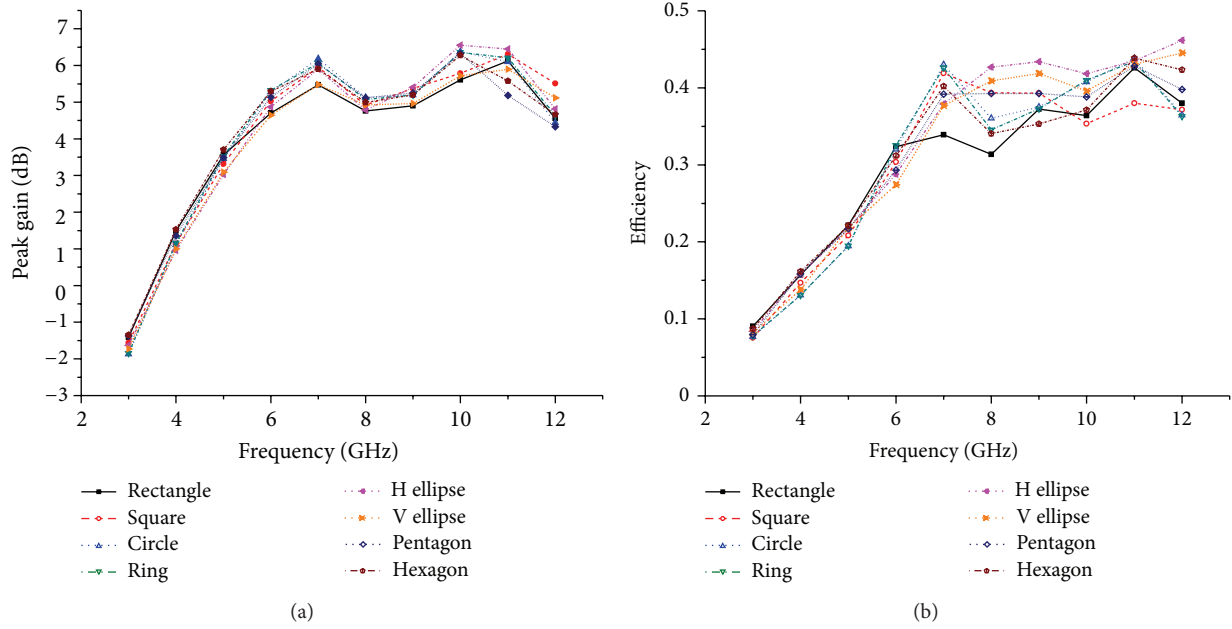 7
6
5
4
3
2
1
0
−1
−2
−3
2 4 6 8 10 12
Peak gain (dB)
Frequency (GHz)
Rectangle
Square
Circle
Ring
H ellipse
V ellipse
Pentagon
Hexagon
(a)
0.5
0.4
0.3
0.2
0.1
0
2 4 6 8 10 12
Efficiency
Frequency (GHz)
Rectangle
Square
Circle
Ring
H ellipse
V ellipse
Pentagon
Hexagon
(b)